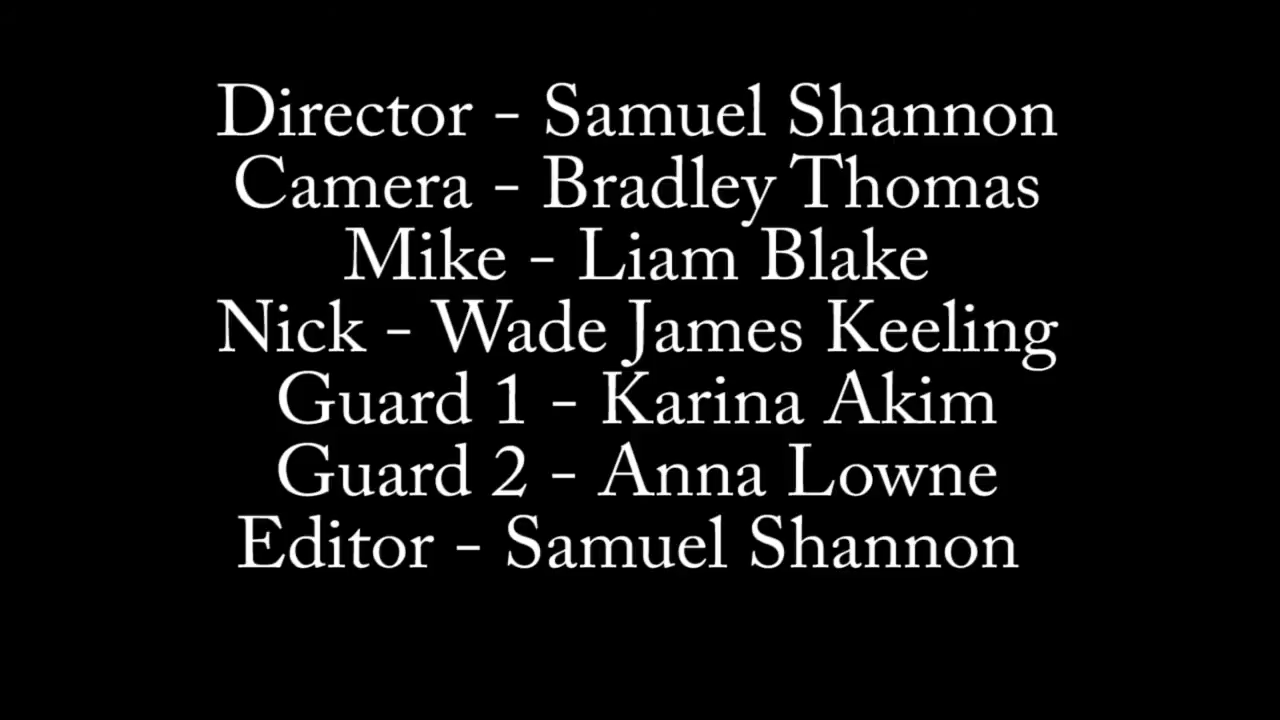 Director - Samuel Shannon
Camera - Bradley Thomas
Mike - Liam Blake
Nick - Wade James Keeling
Guard 1 - Karina Akim
Guard 2 - Anna Lowne
Editor - Samuel Shannon